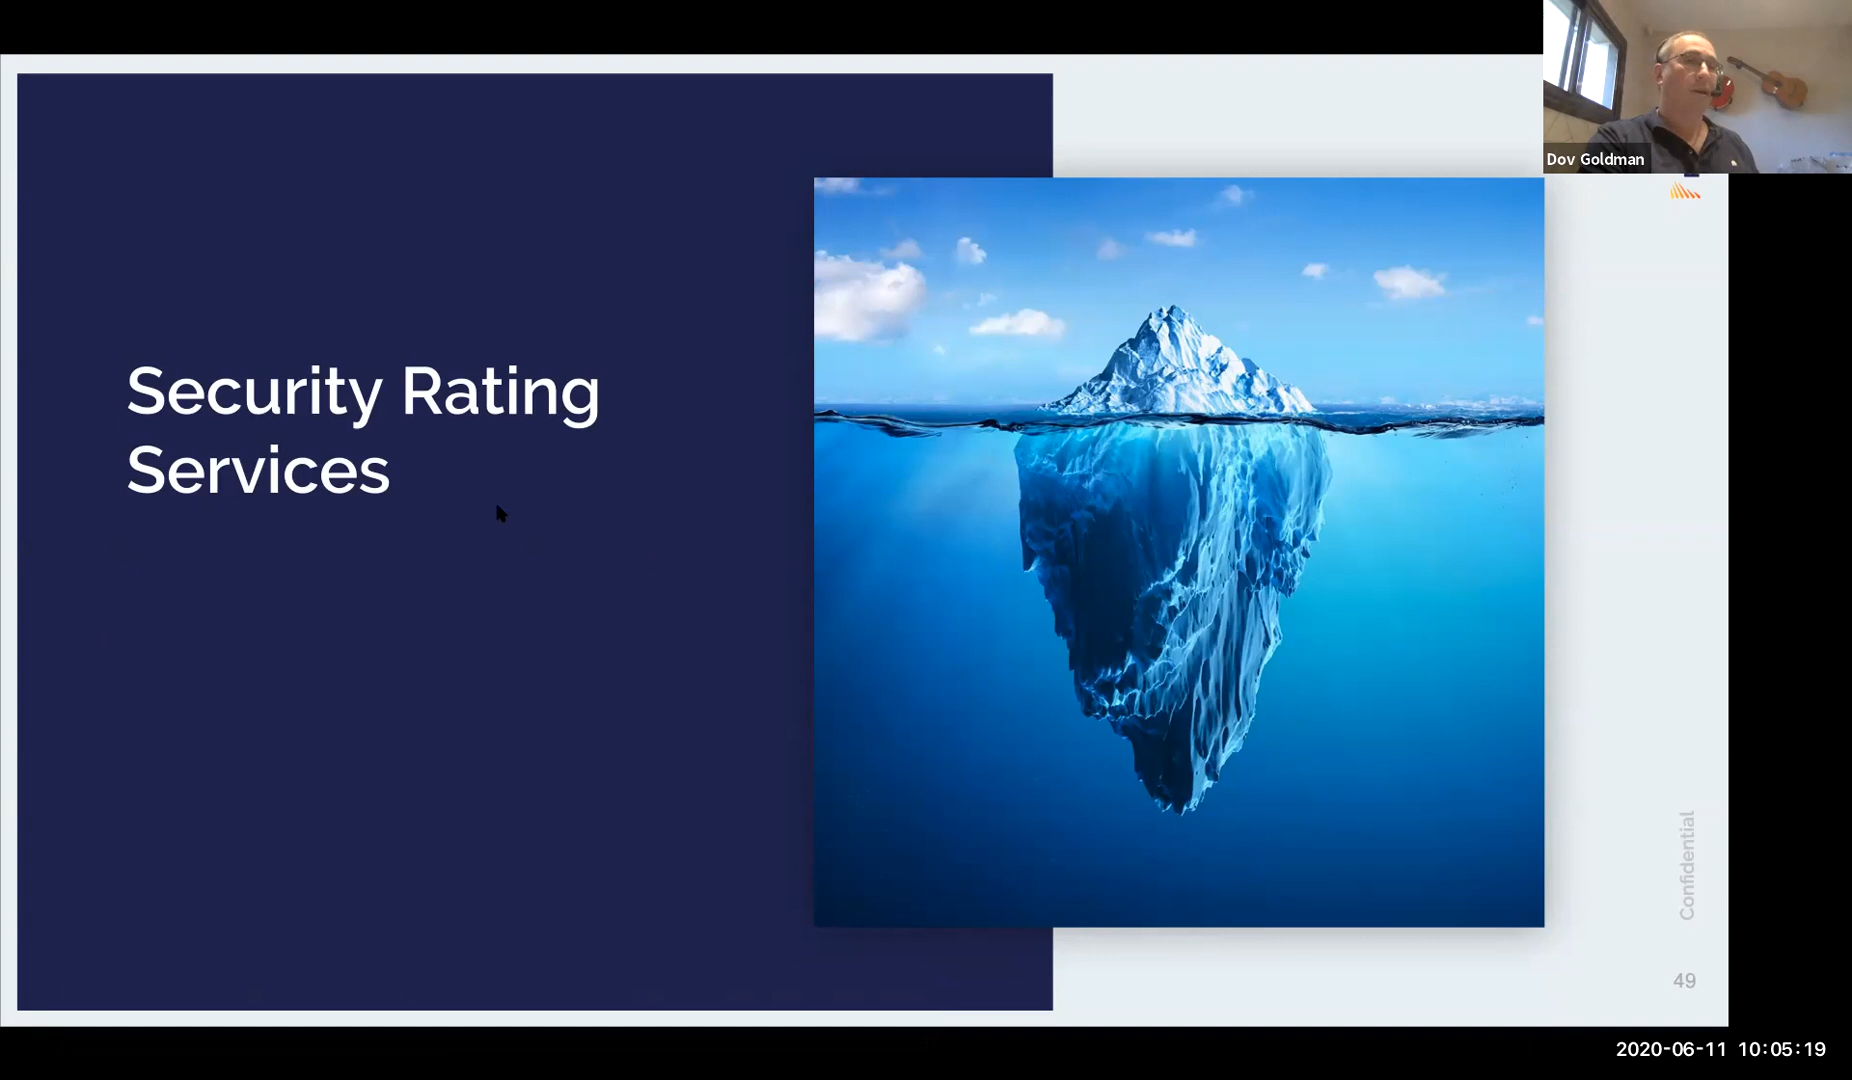 Dov Goldman
Security Rating
Services
Confidential
49
2020-06-11 10:05:19